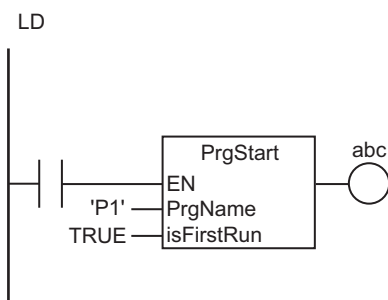 LD
PrgStart
abc
EN
'P1' PrgName
TRUE isFirstRun